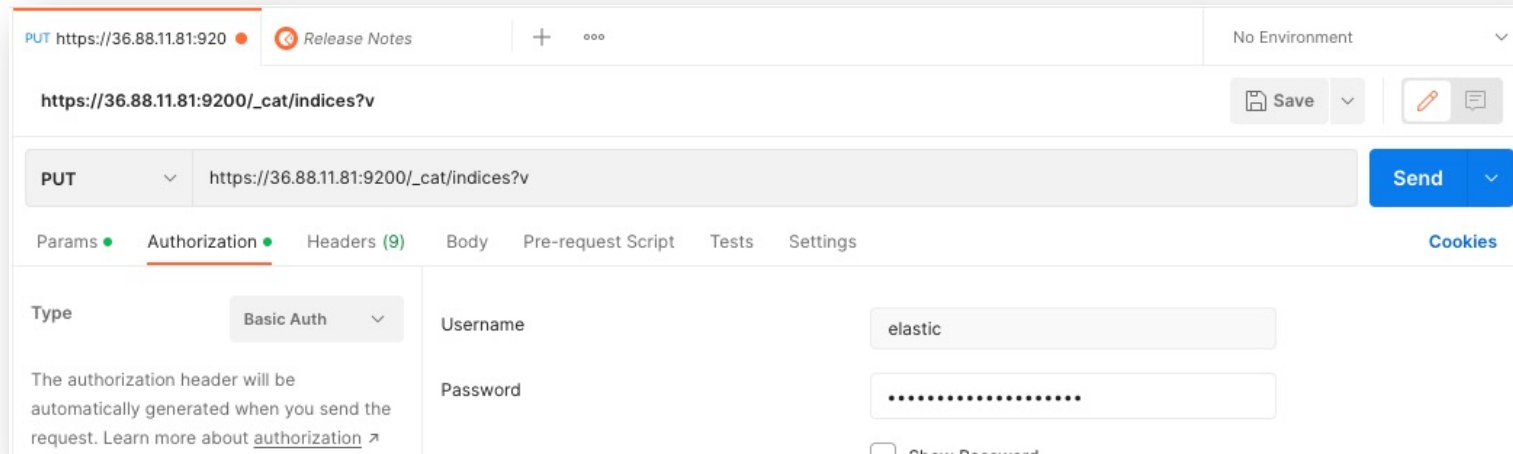 PUT https://36.88.11.81:920 Release Notes + ooo No Environment
https://36.88.11.81:9200/_cat/indices?v Save
PUT https://36.88.11.81:9200/_cat/indices?v Send
Params Authorization Headers (9) Body Pre-request Script Tests Settings Cookies
Type Basic Auth
Username elastic
The authorization header will be
automatically generated when you send the
request. Learn more about authorization ↗
Password ••••••••••••••••••••
Show Password